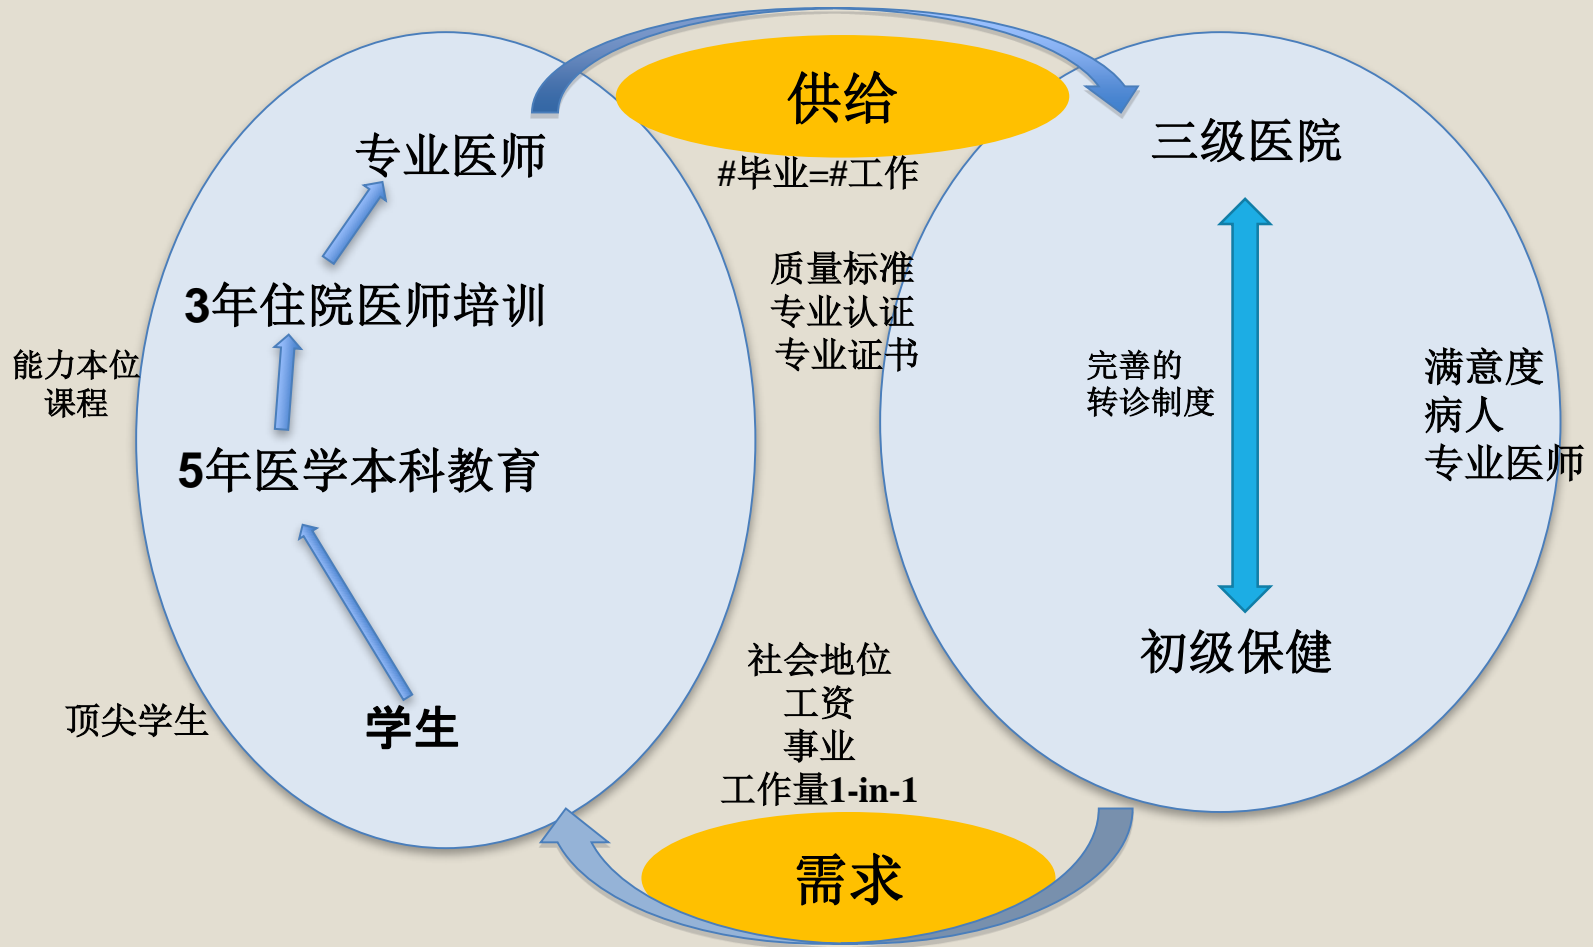 供给
#毕业=#工作
专业医师
3年住院医师培训
能力本位
课程
5年医学本科教育
顶尖学生
学生
质量标准
专业认证
专业证书
三级医院
完善的
转诊制度
满意度
病人
专业医师
初级保健
社会地位
工资
事业
工作量1-in-1
需求